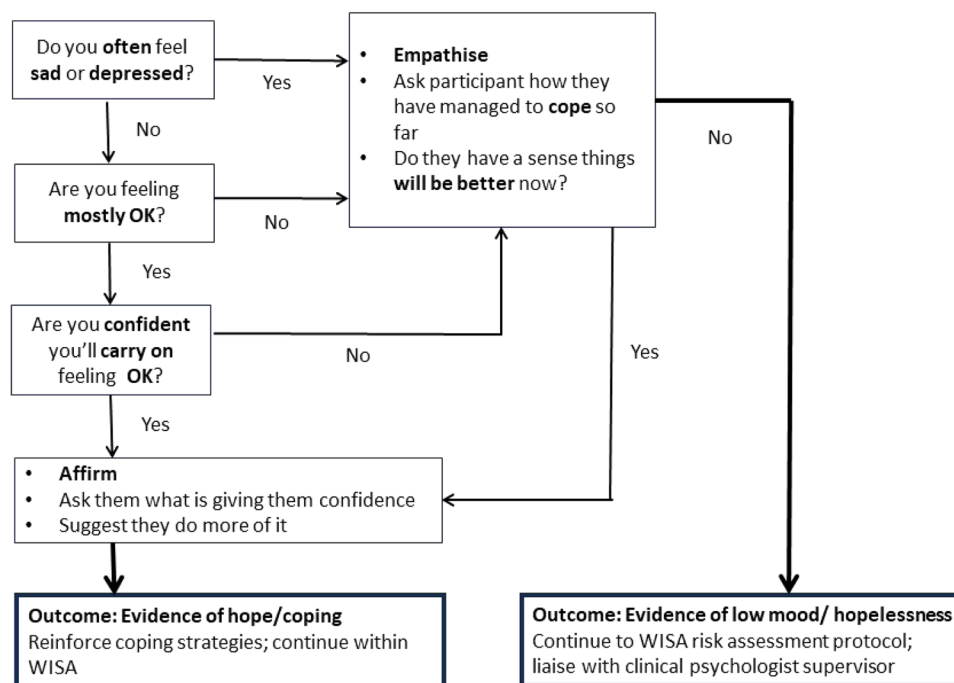 Do you often feel
sad or depressed?
Yes
No
• Empathise
• Ask participant how they
have managed to cope so
far
• Do they have a sense things
will be better now?
No
Are you feeling
mostly OK?
No
Yes
Are you confident
you'll carry on
feeling OK?
No
Yes
Yes
• Affirm
• Ask them what is giving them confidence
• Suggest they do more of it
Outcome: Evidence of hope/coping
Reinforce coping strategies; continue within
WISA
Outcome: Evidence of low mood/ hopelessness
Continue to WISA risk assessment protocol;
liaise with clinical psychologist supervisor